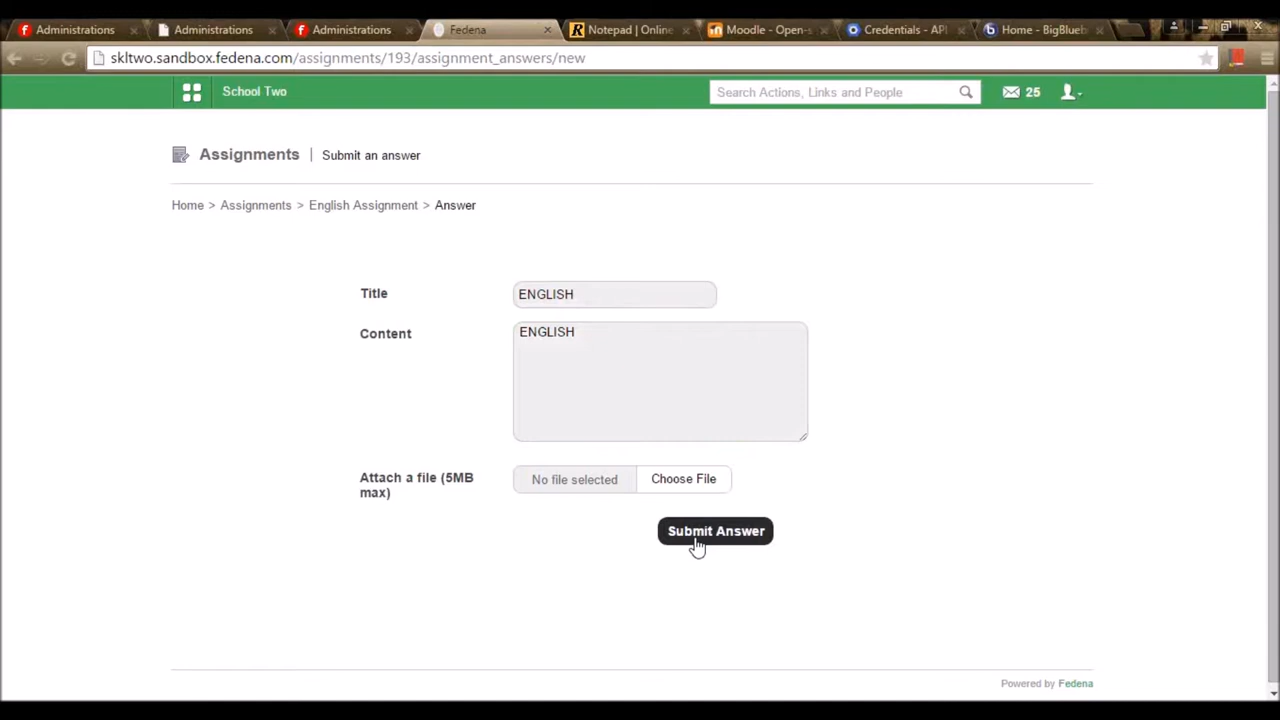 Administrations
Administrations
Administrations
Fedena
Notepad | Online
Moodle - Open-s
Credentials - API
Home - BigBlueb
skltwo.sandbox.fedena.com/assignments/193/assignment_answers/new
School Two
Search Actions, Links and People
25
Assignments | Submit an answer
Home > Assignments > English Assignment > Answer
Title
ENGLISH
Content
ENGLISH
Attach a file (5MB max)
No file selected
Choose File
Submit Answer
Powered by Fedena